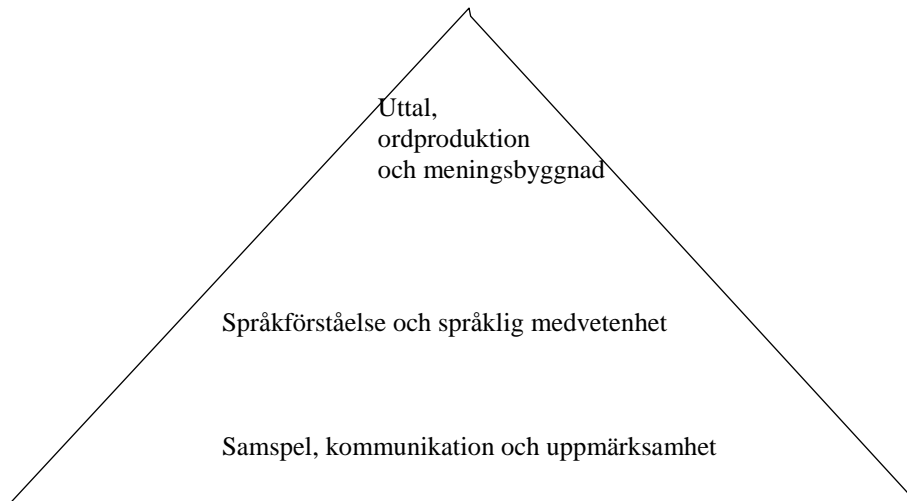 Uttal,
ordproduktion
och meningsbyggnad
Språkförståelse och språklig medvetenhet
Samspel, kommunikation och uppmärksamhet